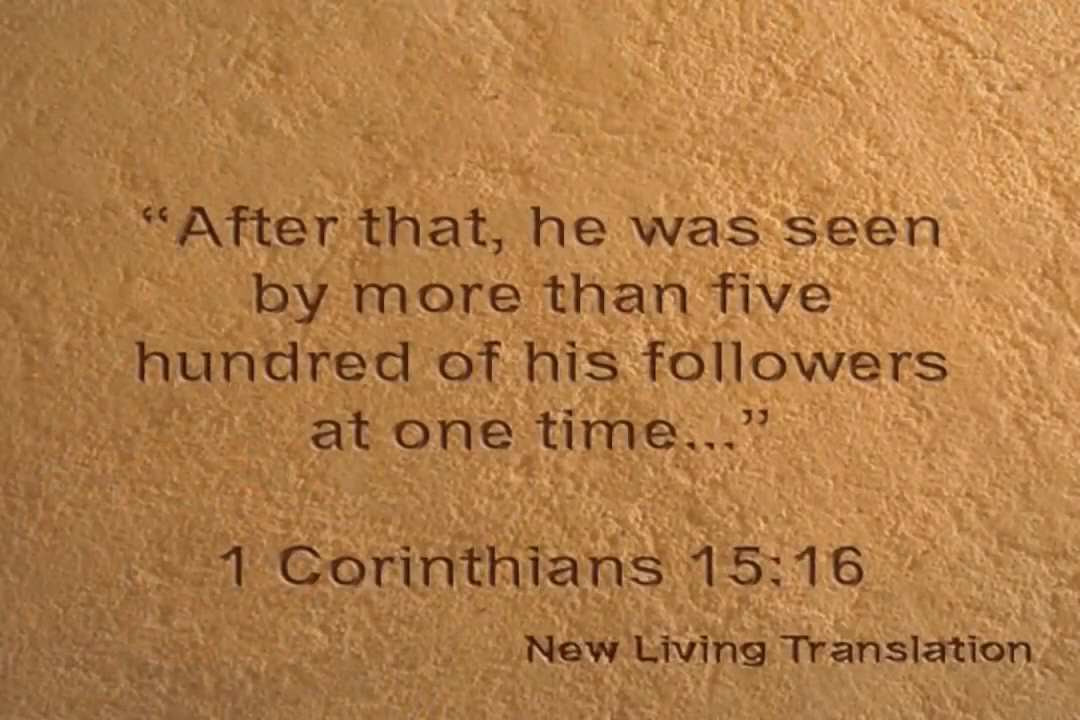 “After that, he was seen
by more than five
hundred of his followers
at one time...”
1 Corinthians 15:16
New Living Translation